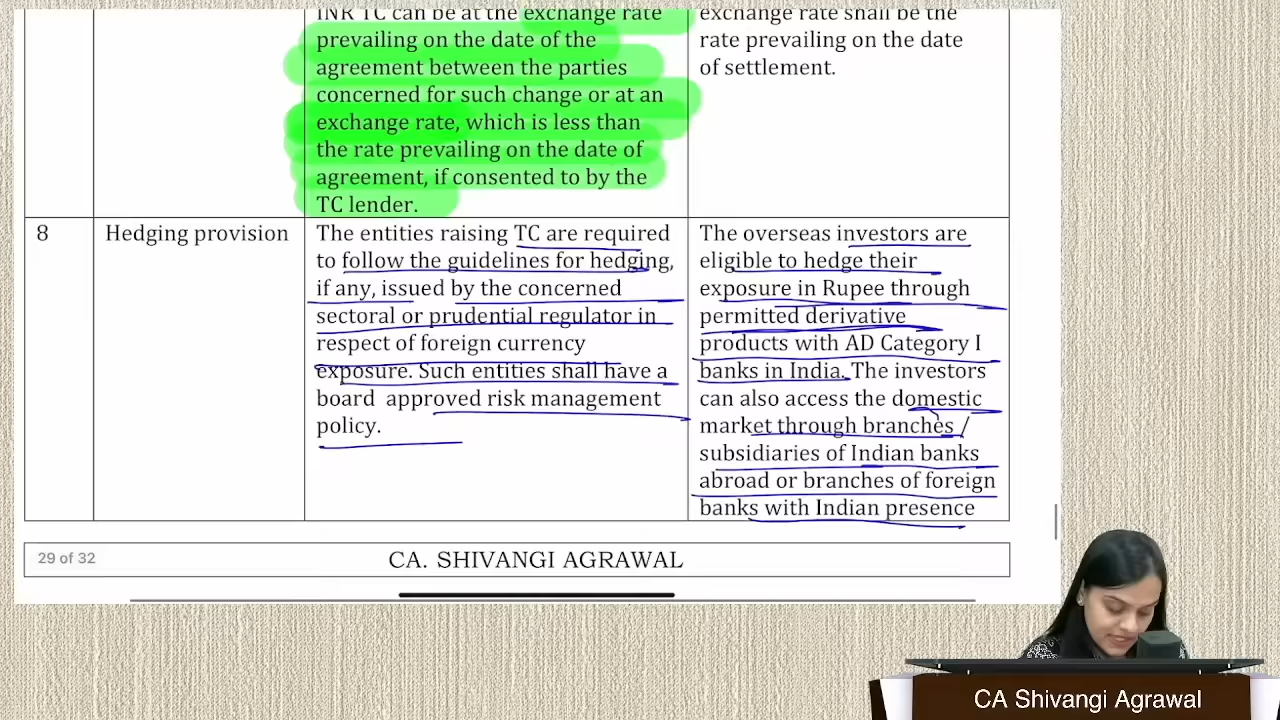 INR TC can be at the exchange rate
prevailing on the date of the
agreement between the parties
concerned for such change or at an
exchange rate, which is less than
the rate prevailing on the date of
agreement, if consented to by the
TC lender.
exchange rate shall be the
rate prevailing on the date
of settlement.
8
Hedging provision
The entities raising TC are required
to follow the guidelines for hedging,
if any, issued by the concerned
sectoral or prudential regulator in
respect of foreign currency
exposure. Such entities shall have a
board approved risk management
policy.
The overseas investors are
eligible to hedge their
exposure in Rupee through
permitted derivative
products with AD Category I
banks in India. The investors
can also access the domestic
market through branches /
subsidiaries of Indian banks
abroad or branches of foreign
banks with Indian presence
29 of 32
CA. SHIVANGI AGRAWAL
CA Shivangi Agrawal